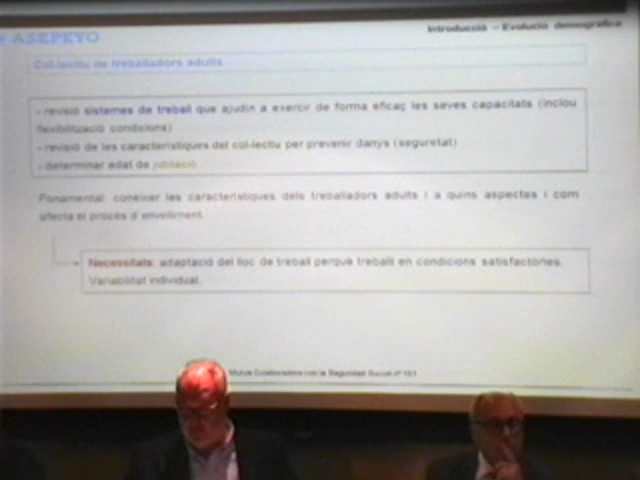 ASEPEYO
Introducció – Evolució demogràfica
Col·lectiu de treballadors adults
- revisió sistemes de treball que ajudin a exercir de forma eficaç les seves capacitats (inclou
flexibilització condicions)
- revisió de les característiques del col·lectiu per prevenir danys (seguretat)
- determinar edat de jubilació
Fonamental: conèixer les característiques dels treballadors adults i a quins aspectes i com
afecta el procés d'envelliment.
Necessitats: adaptació del lloc de treball perquè treballi en condicions satisfactòries.
Variabilitat individual.
Mutua Colaboradora con la Seguridad Social nº 151